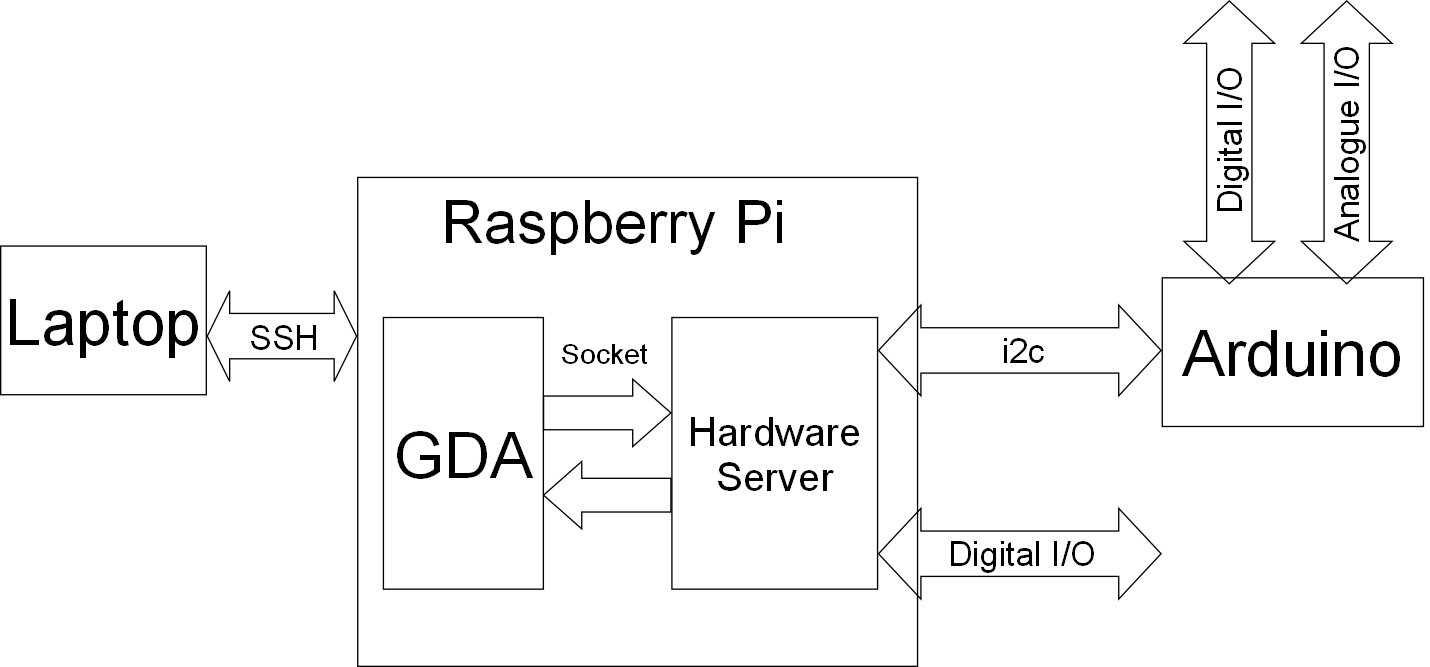 Digital I/O
Analogue I/O
Raspberry Pi
Laptop
SSH
Socket
i2c
Arduino
GDA
Hardware
Server
Digital I/O